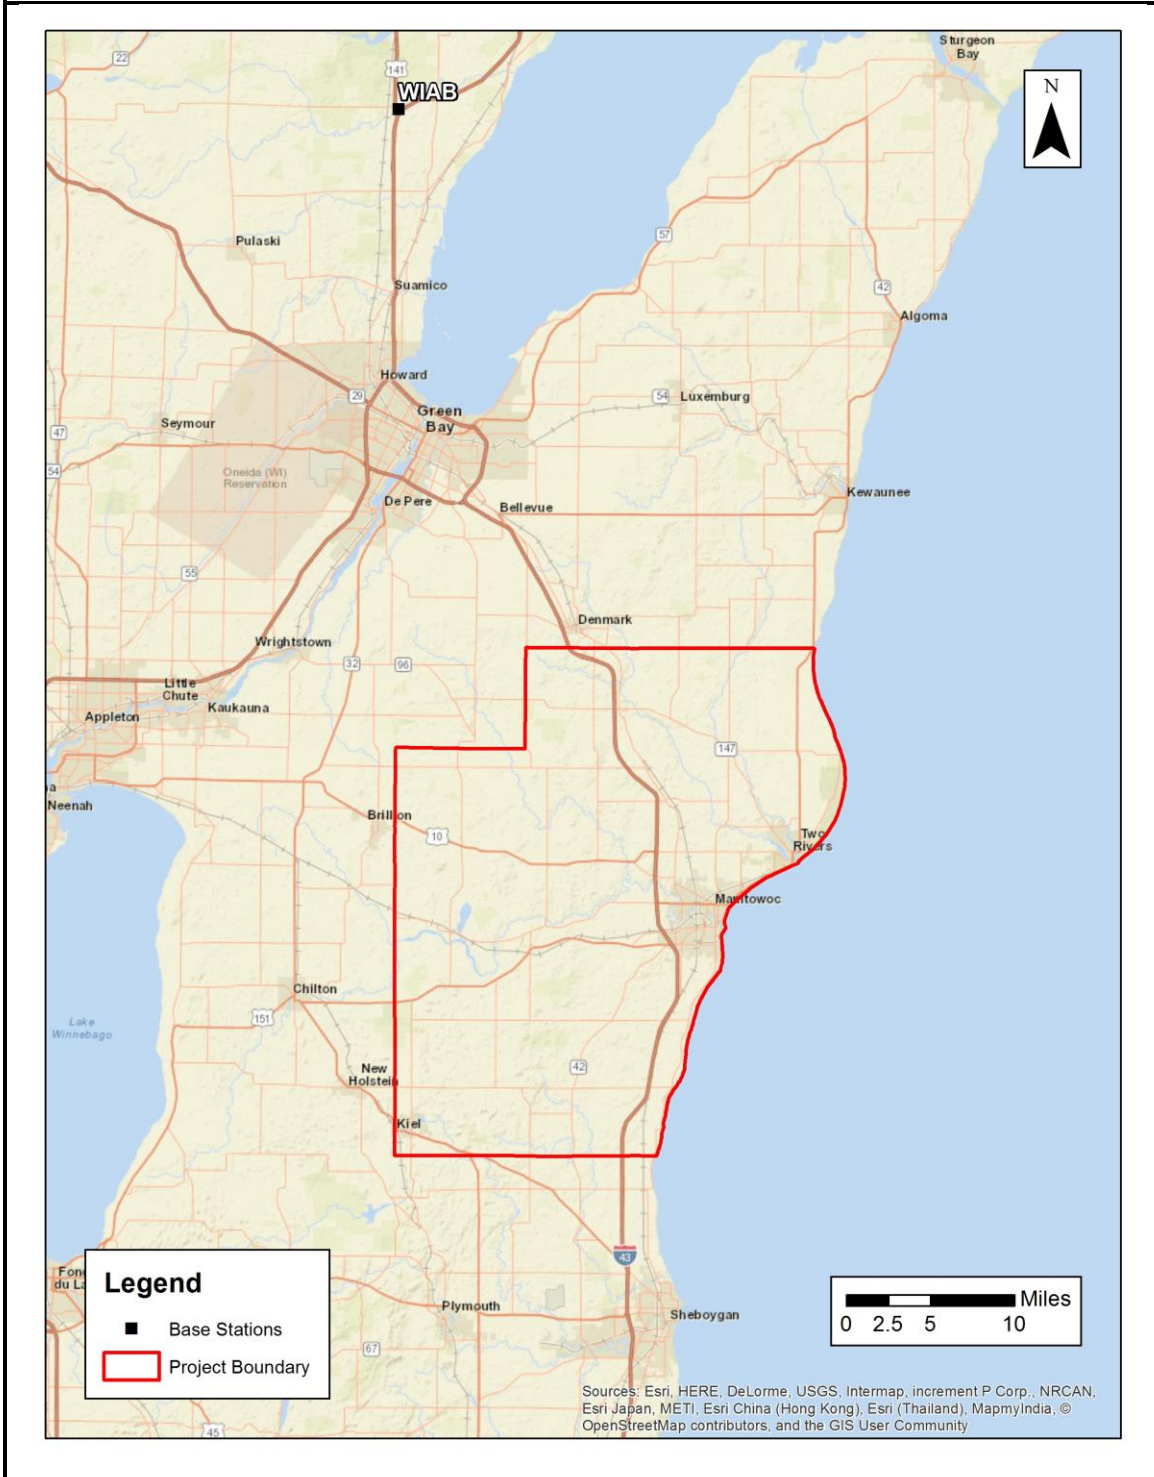 Sturgeon
Bay
22
141
N
WIAB
57
Pulaski
Suamico
42
Algoma
Howard
29
54
Luxemburg
Green
Bay
Seymour
47
54
Oneida (WI)
Reservation
De Pere
Bellevue
Kewaunee
55
Denmark
Wrightstown
32
96
Little
Chute
Kaukauna
Appleton
147
Neenah
Brillion
10
Two
Rivers
Manitowoc
Chilton
151
Lake
Winnebago
New
Holstein
42
Kiel
43
Fon
du La
Legend
Base Stations
Project Boundary
Plymouth
Sheboygan
67
45
Miles
0 2.5 5 10
Sources: Esri, HERE, DeLorme, USGS, Intermap, increment P Corp., NRCAN,
Esri Japan, METI, Esri China (Hong Kong), Esri (Thailand), MapmyIndia, ©
OpenStreetMap contributors, and the GIS User Community